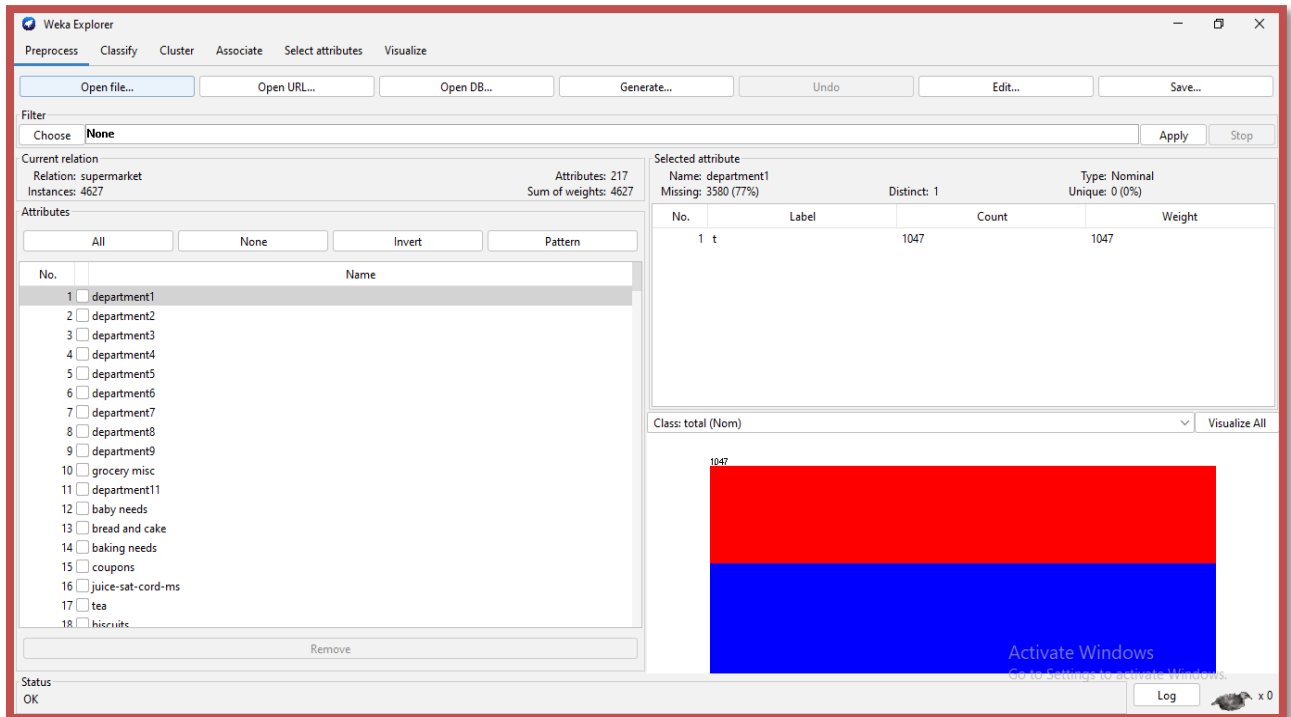 Weka Explorer
Preprocess Classify Cluster Associate Select attributes Visualize
Open file... Open URL... Open DB... Generate... Undo Edit... Save...
Filter
Choose None Apply Stop
Current relation
Relation: supermarket Attributes: 217
Instances: 4627 Sum of weights: 4627
Attributes
All None Invert Pattern
No. Name
1 department1
2 department2
3 department3
4 department4
5 department5
6 department6
7 department7
8 department8
9 department9
10 grocery misc
11 department11
12 baby needs
13 bread and cake
14 baking needs
15 coupons
16 juice-sat-cord-ms
17 tea
18 biscuits
Remove
Selected attribute
Name: department1 Type: Nominal
Missing: 3580 (77%) Distinct: 1 Unique: 0 (0%)
No. Label Count Weight
1 t 1047 1047
Class: total (Nom) Visualize All
1047
Activate Windows
Go to Settings to activate Windows.
Status
OK Log x 0